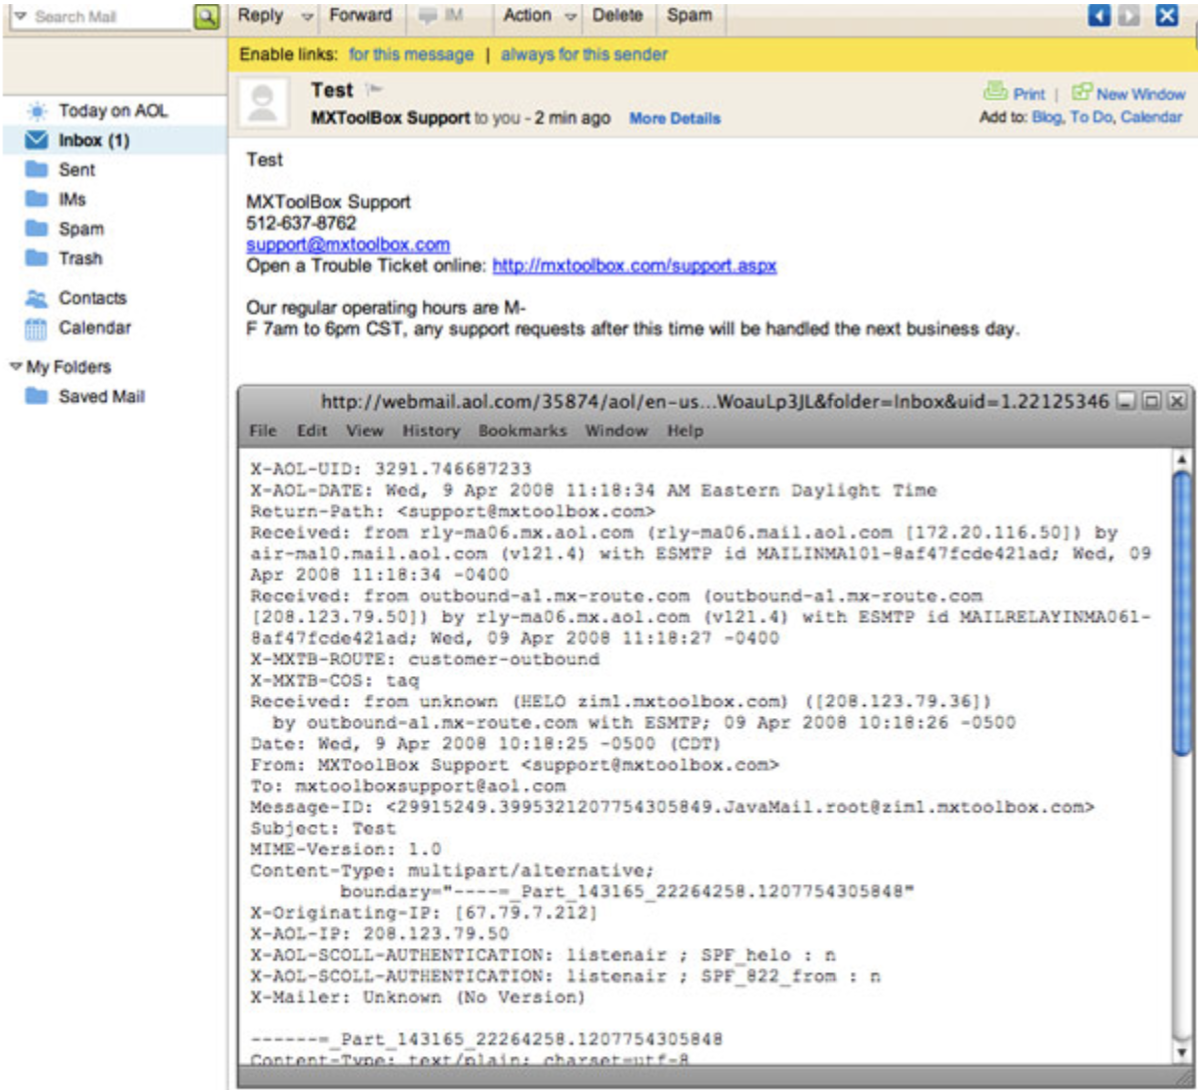 Search Mail
Reply Forward IM Action Delete Spam
Enable links: for this message | always for this sender
Today on AOL
Inbox (1)
Sent
IMs
Spam
Trash
Contacts
Calendar
My Folders
Saved Mail
Test
MXToolBox Support to you - 2 min ago More Details
Print | New Window
Add to: Blog, To Do, Calendar
Test
MXToolBox Support
512-637-8762
support@mxtoolbox.com
Open a Trouble Ticket online: http://mxtoolbox.com/support.aspx
Our regular operating hours are M-
F 7am to 6pm CST, any support requests after this time will be handled the next business day.
http://webmail.aol.com/35874/aol/en-us...WoauLp3JL&folder=Inbox&uid=1.22125346
File Edit View History Bookmarks Window Help
X-AOL-UID: 3291.746687233
X-AOL-DATE: Wed, 9 Apr 2008 11:18:34 AM Eastern Daylight Time
Return-Path: <support@mxtoolbox.com>
Received: from rly-ma06.mx.aol.com (rly-ma06.mail.aol.com [172.20.116.50]) by
air-ma10.mail.aol.com (v121.4) with ESMTP id MAILINMA101-8af47fcde421ad; Wed, 09
Apr 2008 11:18:34 -0400
Received: from outbound-a1.mx-route.com (outbound-a1.mx-route.com
[208.123.79.50]) by rly-ma06.mx.aol.com (v121.4) with ESMTP id MAILRELAYINMA061-
8af47fcde421ad; Wed, 09 Apr 2008 11:18:27 -0400
X-MXTB-ROUTE: customer-outbound
X-MXTB-COS: taq
Received: from unknown (HELO zim1.mxtoolbox.com) ([208.123.79.36])
by outbound-a1.mx-route.com with ESMTP; 09 Apr 2008 10:18:26 -0500
Date: Wed, 9 Apr 2008 10:18:25 -0500 (CDT)
From: MXToolBox Support <support@mxtoolbox.com>
To: mxtoolboxsupport@aol.com
Message-ID: <29915249.3995321207754305849.JavaMail.root@zim1.mxtoolbox.com>
Subject: Test
MIME-Version: 1.0
Content-Type: multipart/alternative;
boundary="----=_Part_143165_22264258.1207754305848"
X-Originating-IP: [67.79.7.212]
X-AOL-IP: 208.123.79.50
X-AOL-SCOLL-AUTHENTICATION: listenair ; SPF_helo : n
X-AOL-SCOLL-AUTHENTICATION: listenair ; SPF_822_from : n
X-Mailer: Unknown (No Version)
------=_Part_143165_22264258.1207754305848
Content-Type: text/plain; charset=utf-8